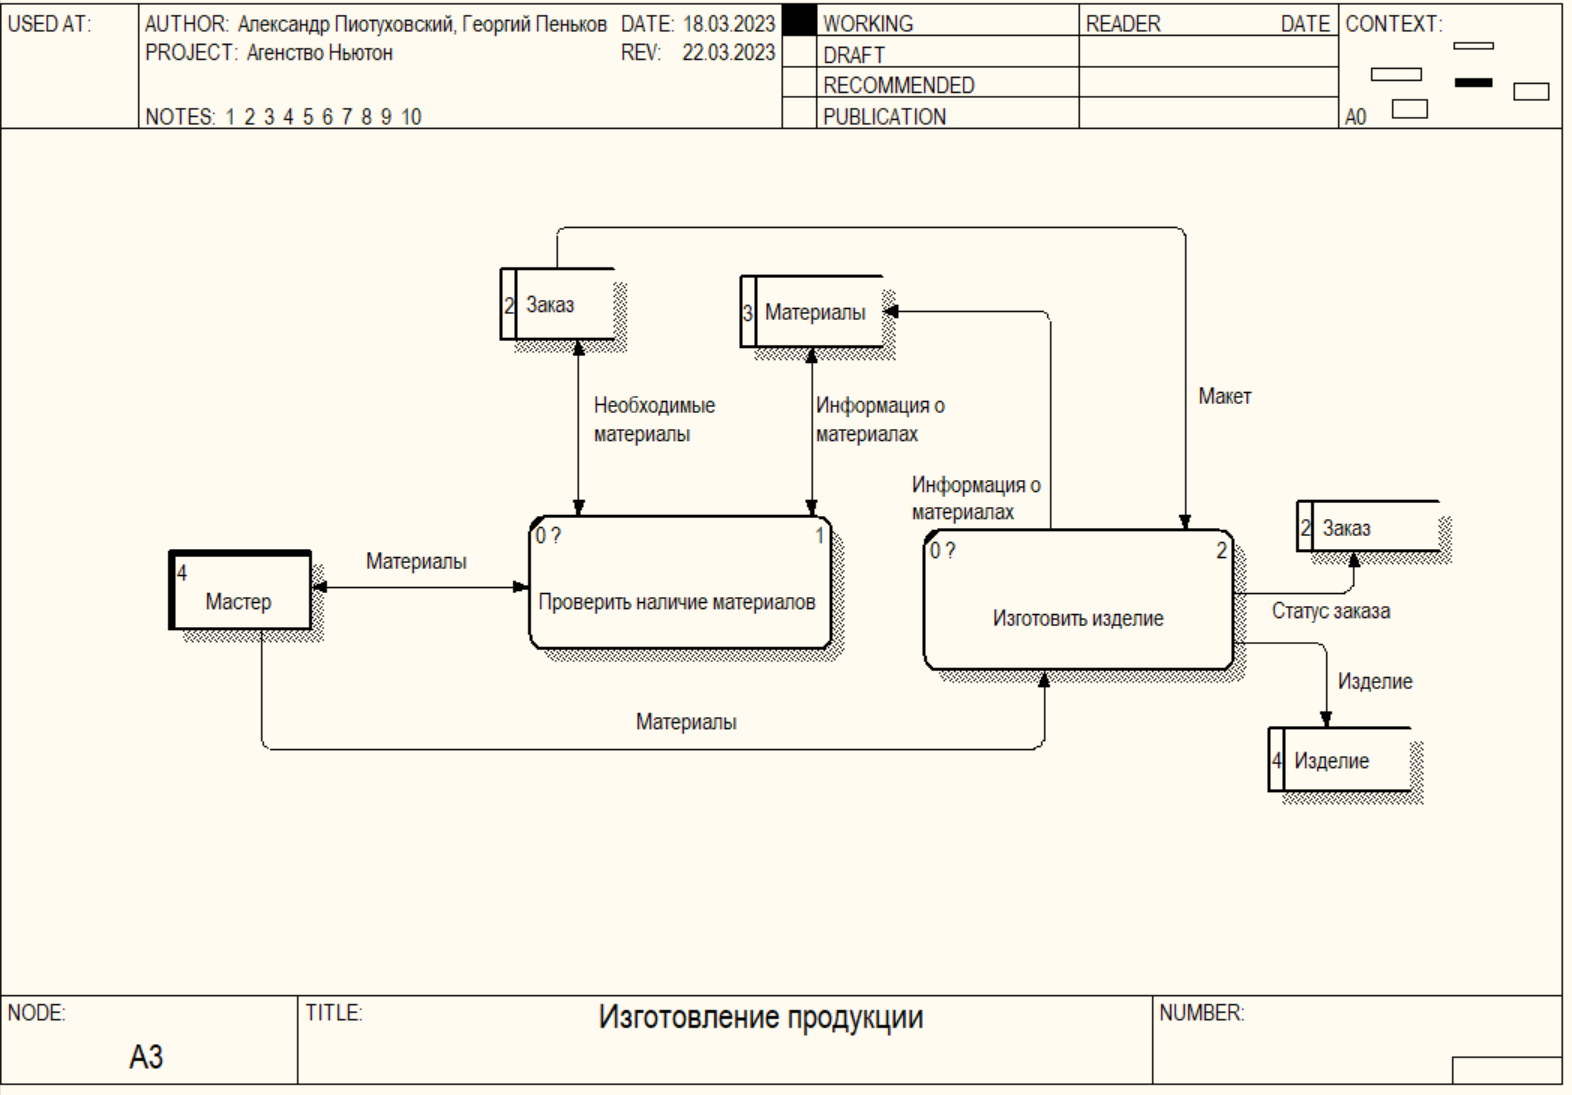 USED AT:
AUTHOR: Александр Пиотуховский, Георгий Пеньков
DATE: 18.03.2023
PROJECT: Агенство Ньютон
REV: 22.03.2023
NOTES: 1 2 3 4 5 6 7 8 9 10
WORKING
DRAFT
RECOMMENDED
PUBLICATION
READER
DATE
CONTEXT:
A0
2
Заказ
3
Материалы
Макет
Необходимые
материалы
Информация о
материалах
Информация о
материалах
2
Заказ
0 ?
1
Проверить наличие материалов
0 ?
2
Изготовить изделие
4
Мастер
Материалы
Статус заказа
Изделие
Материалы
4
Изделие
NODE:
A3
TITLE:
Изготовление продукции
NUMBER: